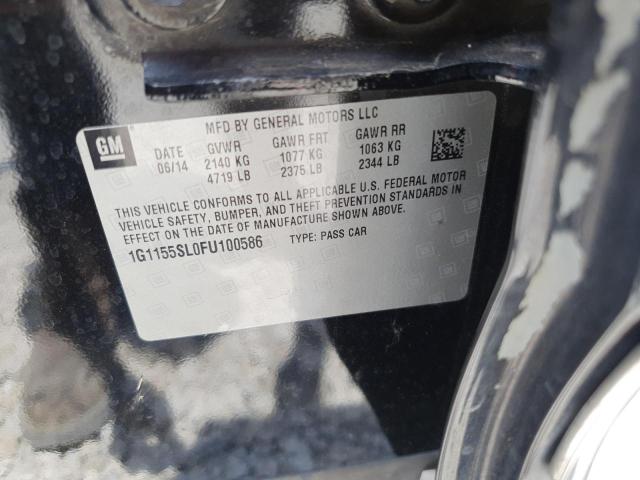 GM
MFD BY GENERAL MOTORS LLC
DATE GVWR GAWR FRT GAWR RR
06/14 2140 KG 1077 KG 1063 KG
4719 LB 2375 LB 2344 LB
THIS VEHICLE CONFORMS TO ALL APPLICABLE U.S. FEDERAL MOTOR
VEHICLE SAFETY, BUMPER, AND THEFT PREVENTION STANDARDS IN
EFFECT ON THE DATE OF MANUFACTURE SHOWN ABOVE.
1G1155SL0FU100586 TYPE: PASS CAR